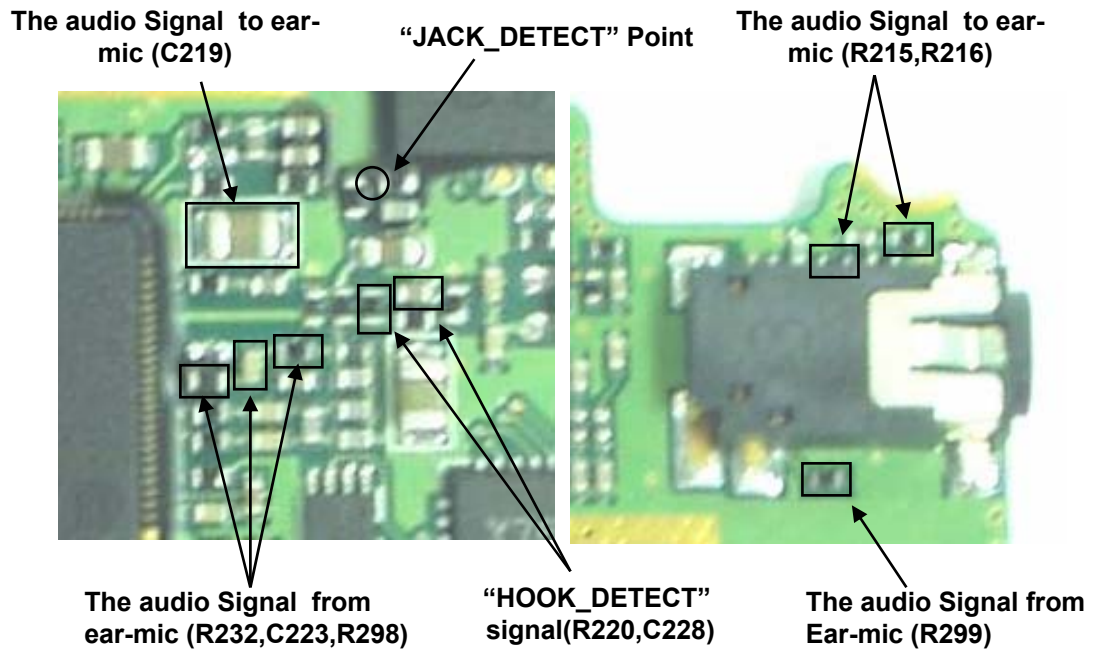 The audio Signal to ear-
mic (C219)
“JACK_DETECT” Point
The audio Signal to ear-
mic (R215,R216)
The audio Signal from
ear-mic (R232,C223,R298)
“HOOK_DETECT”
signal(R220,C228)
The audio Signal from
Ear-mic (R299)